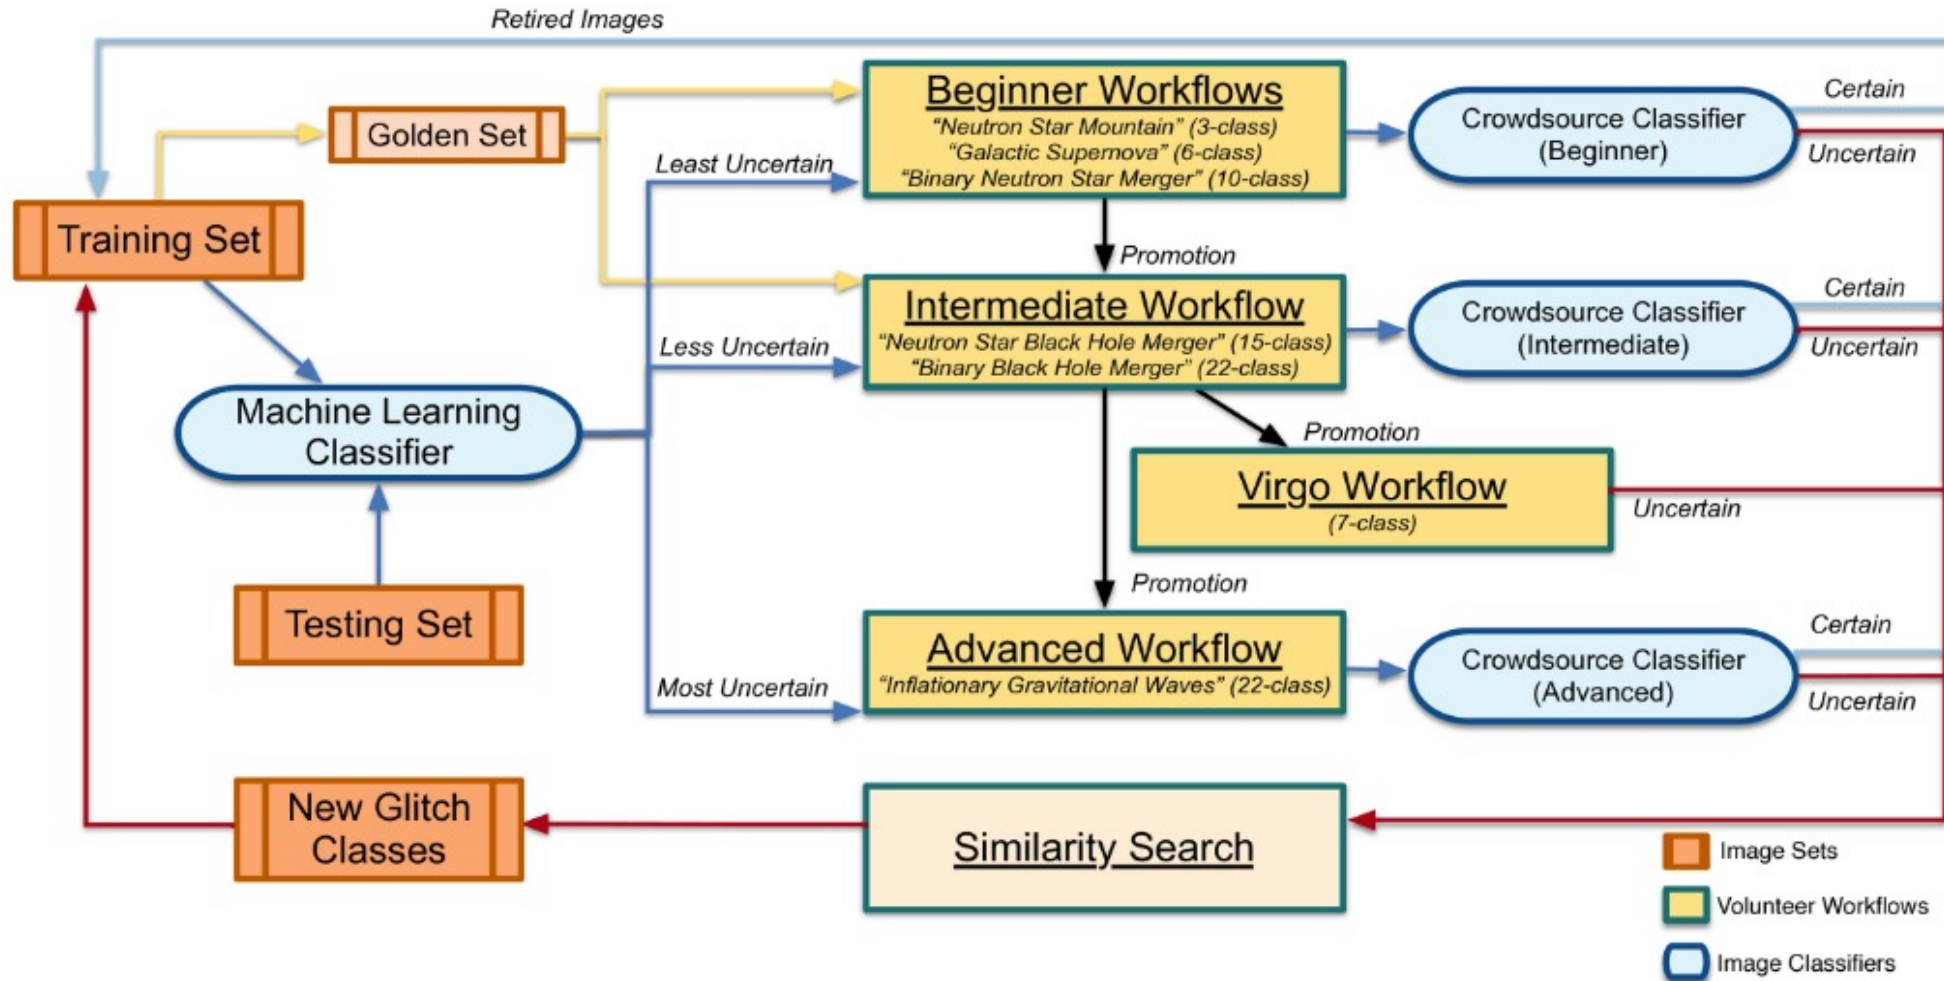 Retired Images
Beginner Workflows
“Neutron Star Mountain” (3-class)
“Galactic Supernova” (6-class)
“Binary Neutron Star Merger” (10-class)
Crowdsource Classifier
(Beginner)
Certain
Uncertain
Golden Set
Least Uncertain
Training Set
Promotion
Intermediate Workflow
“Neutron Star Black Hole Merger” (15-class)
“Binary Black Hole Merger” (22-class)
Crowdsource Classifier
(Intermediate)
Certain
Uncertain
Less Uncertain
Machine Learning
Classifier
Promotion
Virgo Workflow
(7-class)
Uncertain
Testing Set
Promotion
Advanced Workflow
“Inflationary Gravitational Waves” (22-class)
Crowdsource Classifier
(Advanced)
Certain
Uncertain
Most Uncertain
New Glitch
Classes
Similarity Search
Image Sets
Volunteer Workflows
Image Classifiers